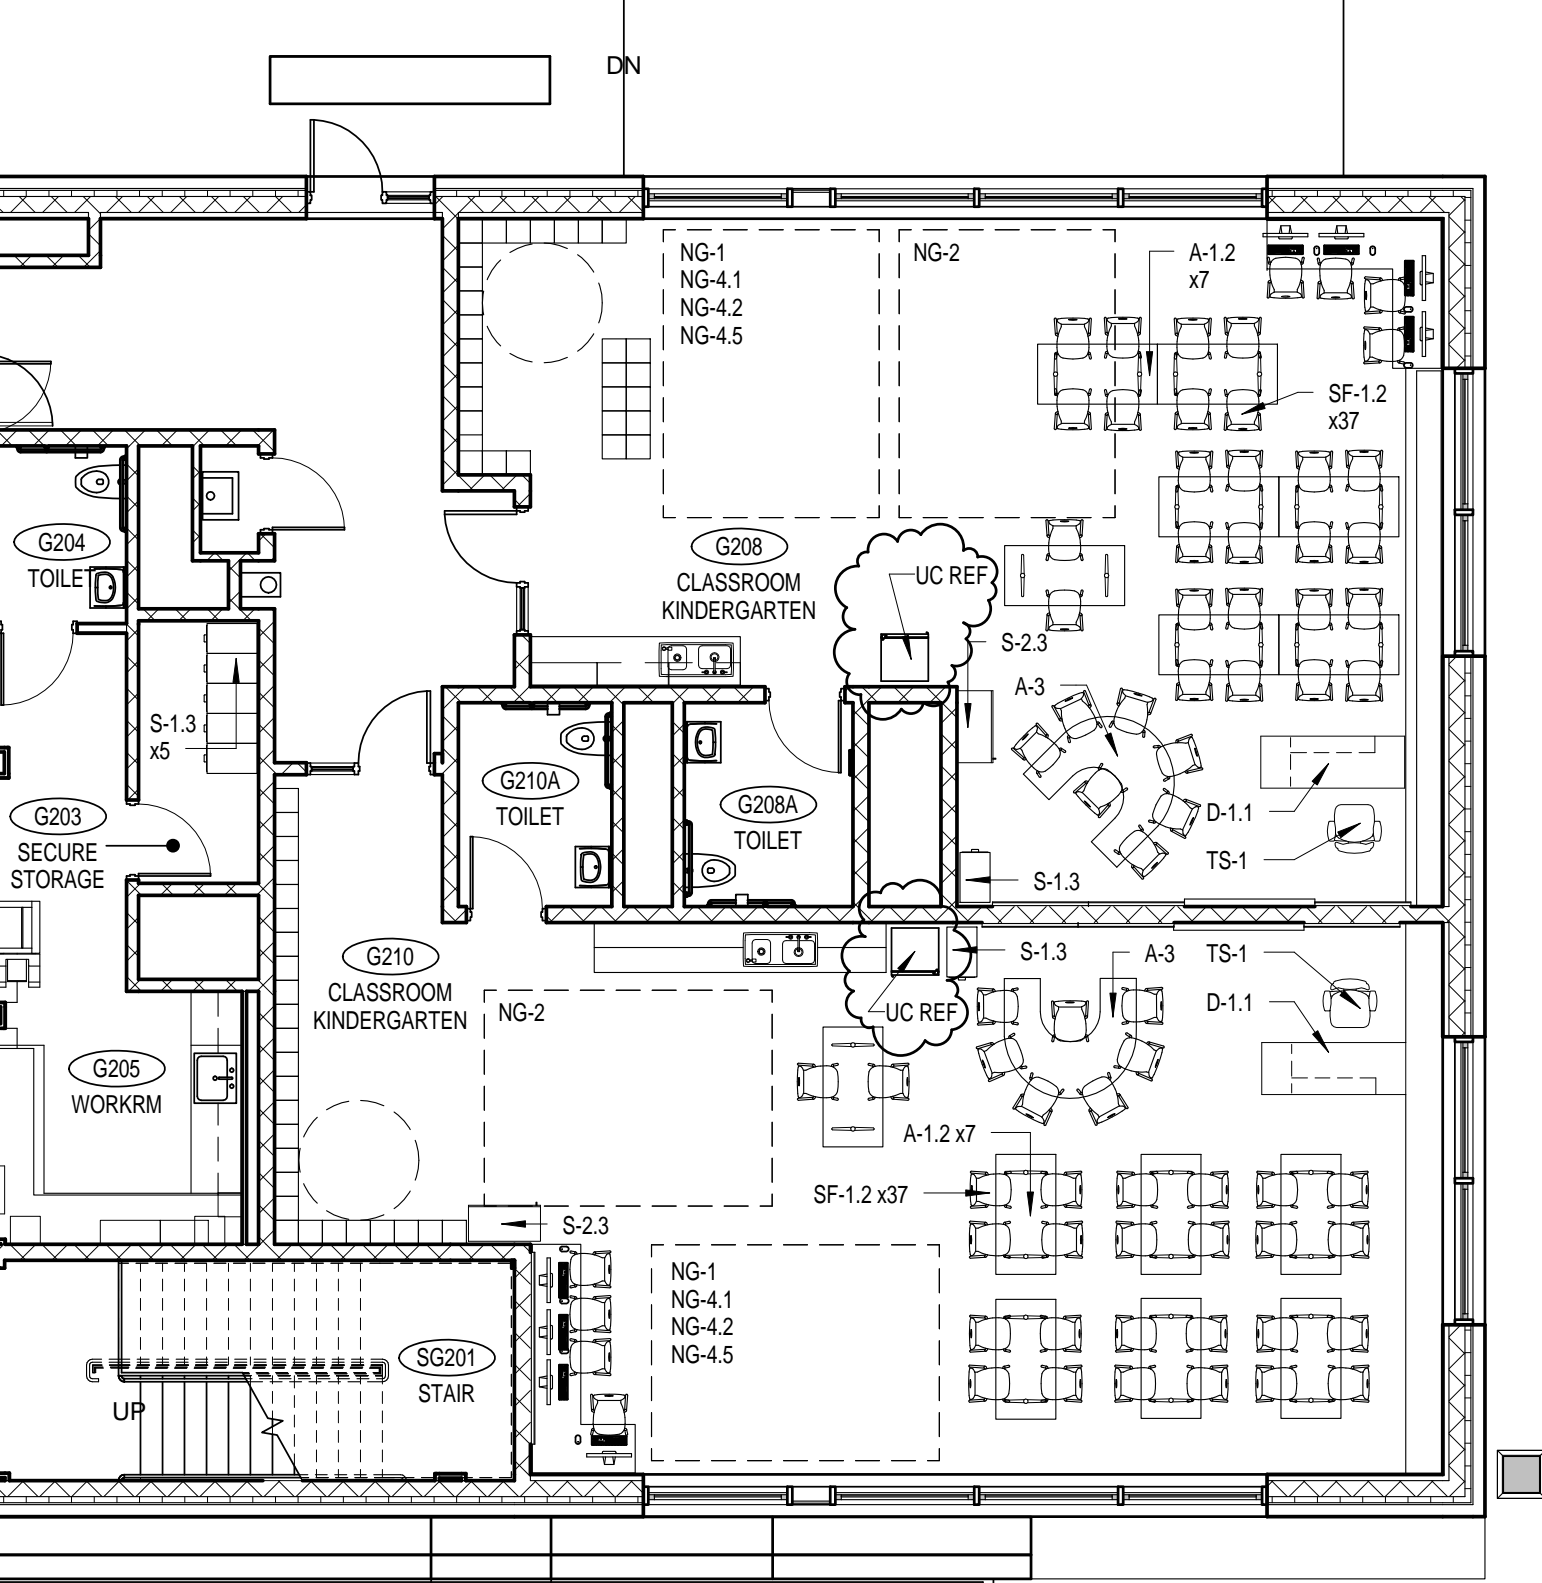 DN
NG-1
NG-4.1
NG-4.2
NG-4.5
NG-2
A-1.2
x7
SF-1.2
x37
G204
TOILET
G208
CLASSROOM
KINDERGARTEN
UC REF
S-2.3
A-3
S-1.3
x5
G210A
TOILET
G208A
TOILET
D-1.1
TS-1
G203
SECURE
STORAGE
S-1.3
G210
CLASSROOM
KINDERGARTEN
S-1.3
A-3
TS-1
D-1.1
UC REF
NG-2
G205
WORKRM
A-1.2 x7
SF-1.2 x37
S-2.3
NG-1
NG-4.1
NG-4.2
NG-4.5
SG201
STAIR
UP